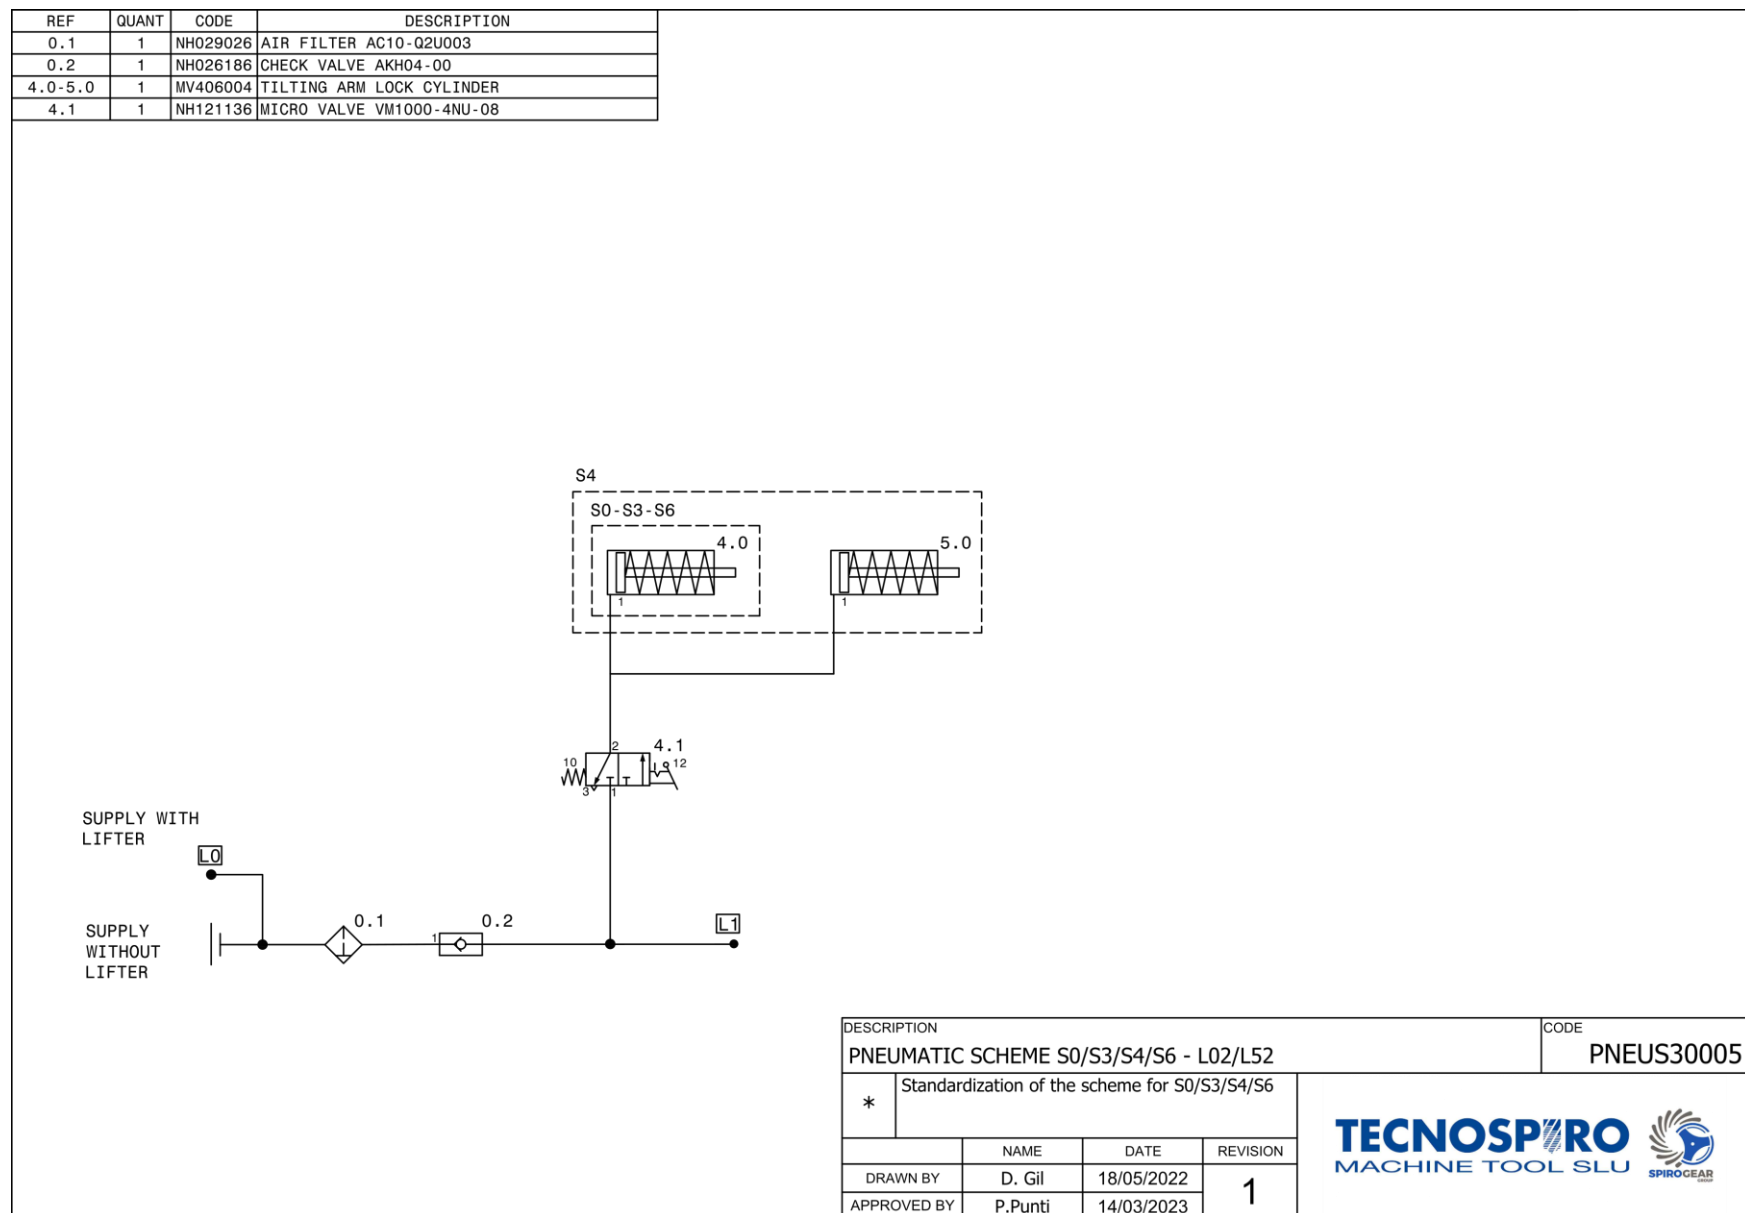 REF QUANT CODE DESCRIPTION
0.1 1 NH029026 AIR FILTER AC10-Q2U003
0.2 1 NH026186 CHECK VALVE AKH04-00
4.0-5.0 1 MV406004 TILTING ARM LOCK CYLINDER
4.1 1 NH121136 MICRO VALVE VM1000-4NU-08
S4
S0-S3-S6
4.0
5.0
1
1
2
4.1
10
12
3
1
SUPPLY WITH
LIFTER
L0
SUPPLY
WITHOUT
LIFTER
0.1
1
0.2
L1
DESCRIPTION
PNEUMATIC SCHEME S0/S3/S4/S6 - L02/L52
CODE
PNEUS30005
*
Standardization of the scheme for S0/S3/S4/S6
NAME DATE REVISION
DRAWN BY D. Gil 18/05/2022 1
APPROVED BY P.Punti 14/03/2023
TECNOSPIRO
MACHINE TOOL SLU
SPIROGEAR
GROUP